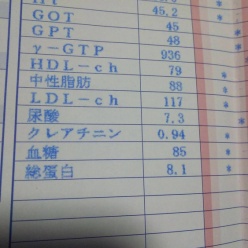 GOT 45.2 *
GPT 45 *
γ－GTP 48
HDL－ch 936 *
中性脂肪 79
LDL－ch 88
尿酸 117
クレアチニン 7.3 *
血糖 0.94 *
総蛋白 85 *
8.1 *